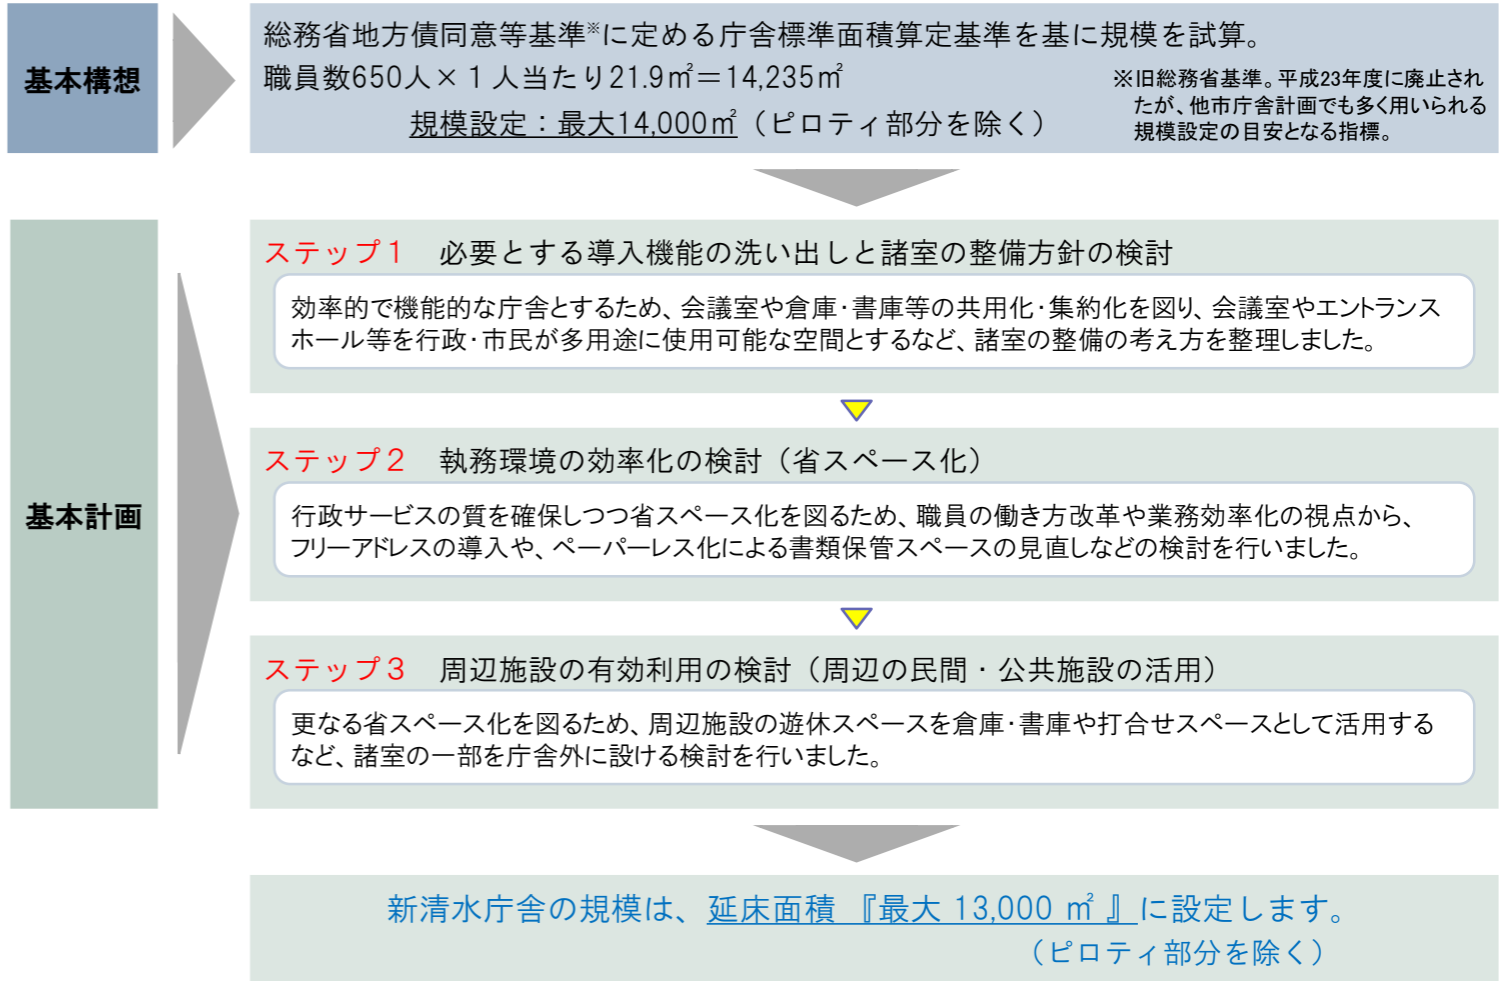 基本構想
総務省地方債同意等基準※に定める庁舎標準面積算定基準を基に規模を試算。
職員数650人×１人当たり21.9㎡＝14,235㎡
規模設定：最大14,000㎡（ピロティ部分を除く）
※旧総務省基準。平成23年度に廃止され
たが、他市庁舎計画でも多く用いられる
規模設定の目安となる指標。
基本計画
ステップ１　必要とする導入機能の洗い出しと諸室の整備方針の検討
効率的で機能的な庁舎とするため、会議室や倉庫・書庫等の共用化・集約化を図り、会議室やエントランス
ホール等を行政・市民が多用途に使用可能な空間とするなど、諸室の整備の考え方を整理しました。
ステップ２　執務環境の効率化の検討（省スペース化）
行政サービスの質を確保しつつ省スペース化を図るため、職員の働き方改革や業務効率化の視点から、
フリーアドレスの導入や、ペーパーレス化による書類保管スペースの見直しなどの検討を行いました。
ステップ３　周辺施設の有効利用の検討（周辺の民間・公共施設の活用）
更なる省スペース化を図るため、周辺施設の遊休スペースを倉庫・書庫や打合せスペースとして活用する
など、諸室の一部を庁舎外に設ける検討を行いました。
新清水庁舎の規模は、延床面積 『最大 13,000 ㎡ 』に設定します。
（ピロティ部分を除く）